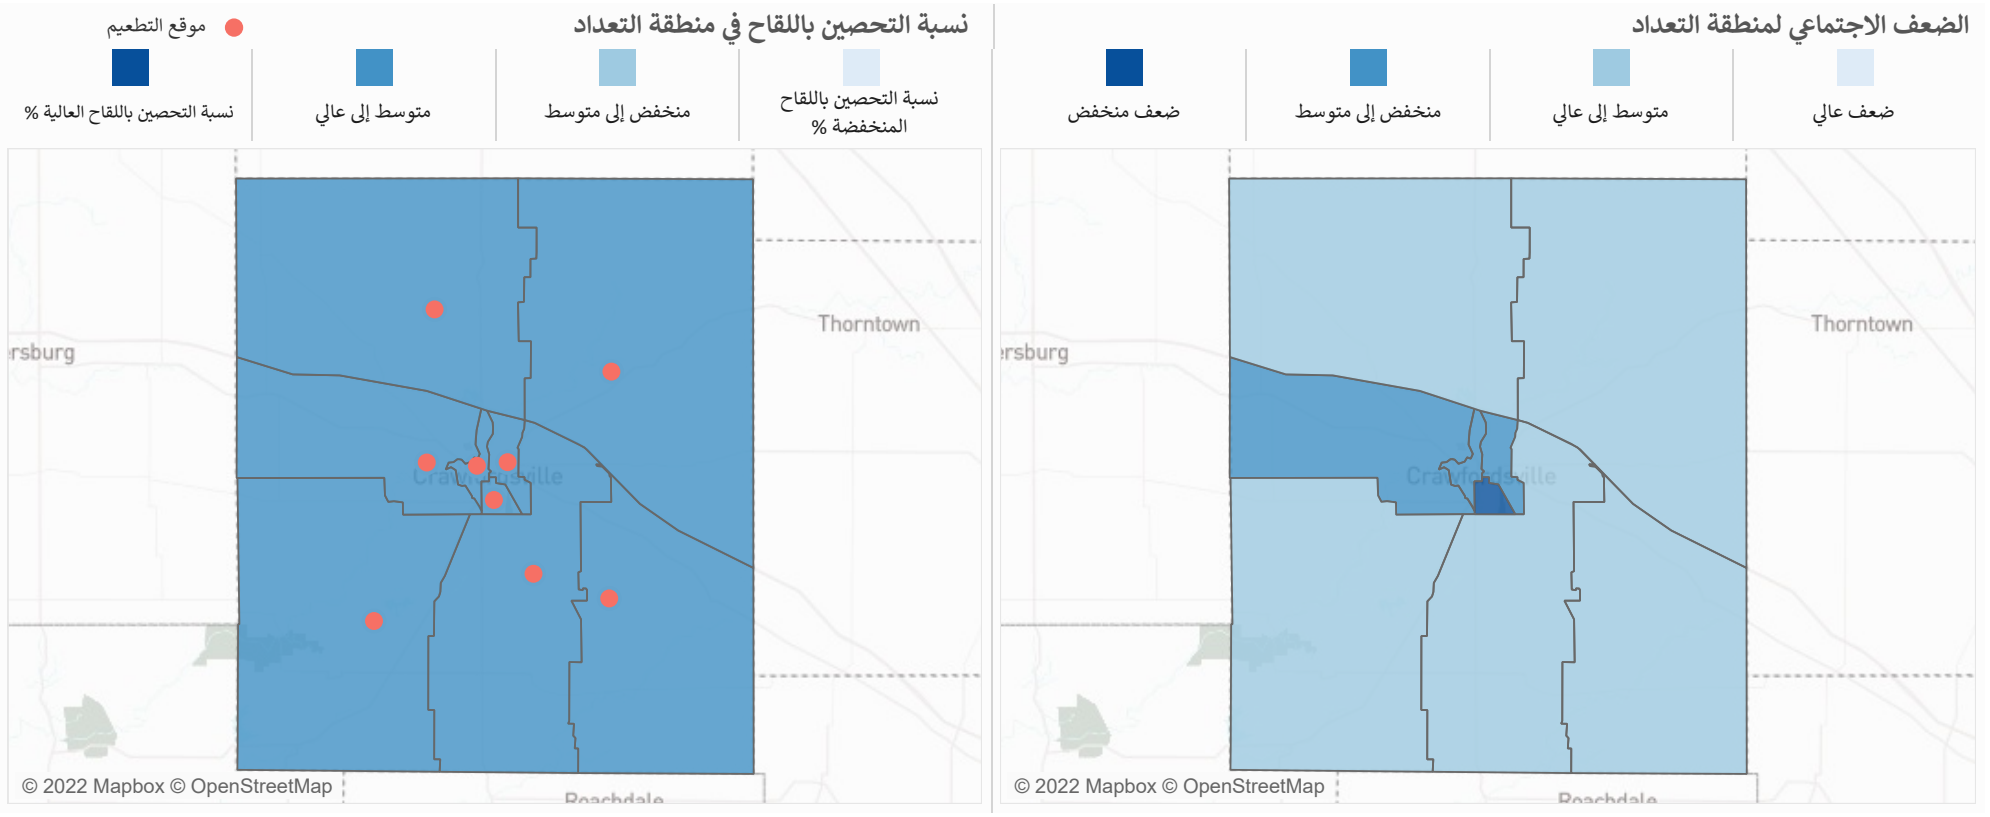 الضعف الاجتماعي لمنطقة التعداد
ضعف عالي
متوسط إلى عالي
منخفض إلى متوسط
ضعف منخفض
Thorntown
ersburg
Crawfordsville
Roachdale
© 2022 Mapbox © OpenStreetMap
نسبة التحصين باللقاح في منطقة التعداد
موقع التطعيم
نسبة التحصين باللقاح
المنخفضة %
منخفض إلى متوسط
متوسط إلى عالي
نسبة التحصين باللقاح العالية %
Thorntown
ersburg
Crawfordsville
Roachdale
© 2022 Mapbox © OpenStreetMap